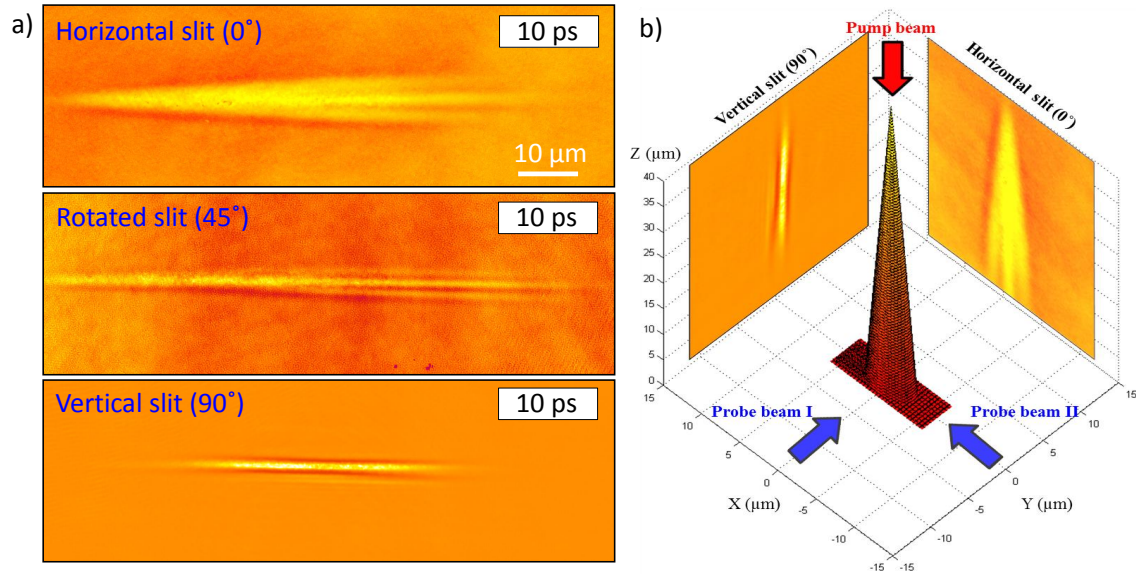 a)
Horizontal slit (0˚)
10 ps
10 µm
Rotated slit (45˚)
10 ps
Vertical slit (90˚)
10 ps
b)
Pump beam
Vertical slit (90°)
Horizontal slit (0°)
Z (µm)
40
35
30
25
20
15
10
5
0
15
10
5
0
-5
-10
-15
X (µm)
-15
-10
-5
0
5
10
15
Y (µm)
Probe beam I
Probe beam II